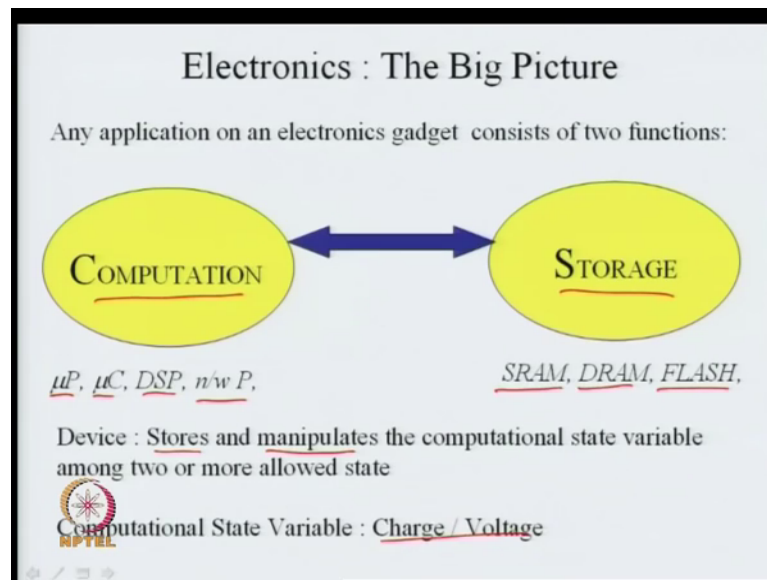 Electronics : The Big Picture
Any application on an electronics gadget consists of two functions:
COMPUTATION
STORAGE
μP, μC, DSP, n/w P,
SRAM, DRAM, FLASH,
Device : Stores and manipulates the computational state variable
among two or more allowed state
Computational State Variable : Charge / Voltage
NPTEL